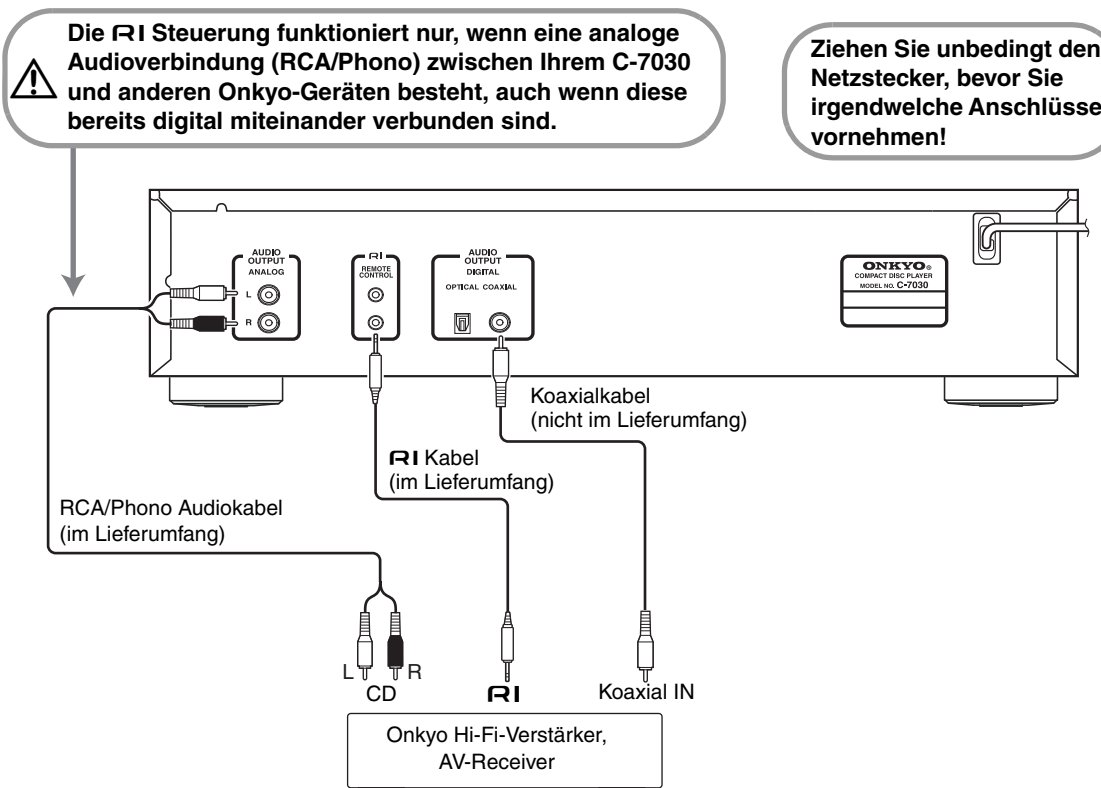 Die RI Steuerung funktioniert nur, wenn eine analoge
Audioverbindung (RCA/Phono) zwischen Ihrem C-7030
und anderen Onkyo-Geräten besteht, auch wenn diese
bereits digital miteinander verbunden sind.
Ziehen Sie unbedingt den
Netzstecker, bevor Sie
irgendwelche Anschlüsse
vornehmen!
AUDIO
OUTPUT
ANALOG
L
R
RI
REMOTE
CONTROL
AUDIO
OUTPUT
DIGITAL
OPTICAL COAXIAL
ONKYO®
COMPACT DISC PLAYER
MODEL NO. C-7030
Koaxialkabel
(nicht im Lieferumfang)
RI Kabel
(im Lieferumfang)
RCA/Phono Audiokabel
(im Lieferumfang)
L R
CD
RI
Koaxial IN
Onkyo Hi-Fi-Verstärker,
AV-Receiver